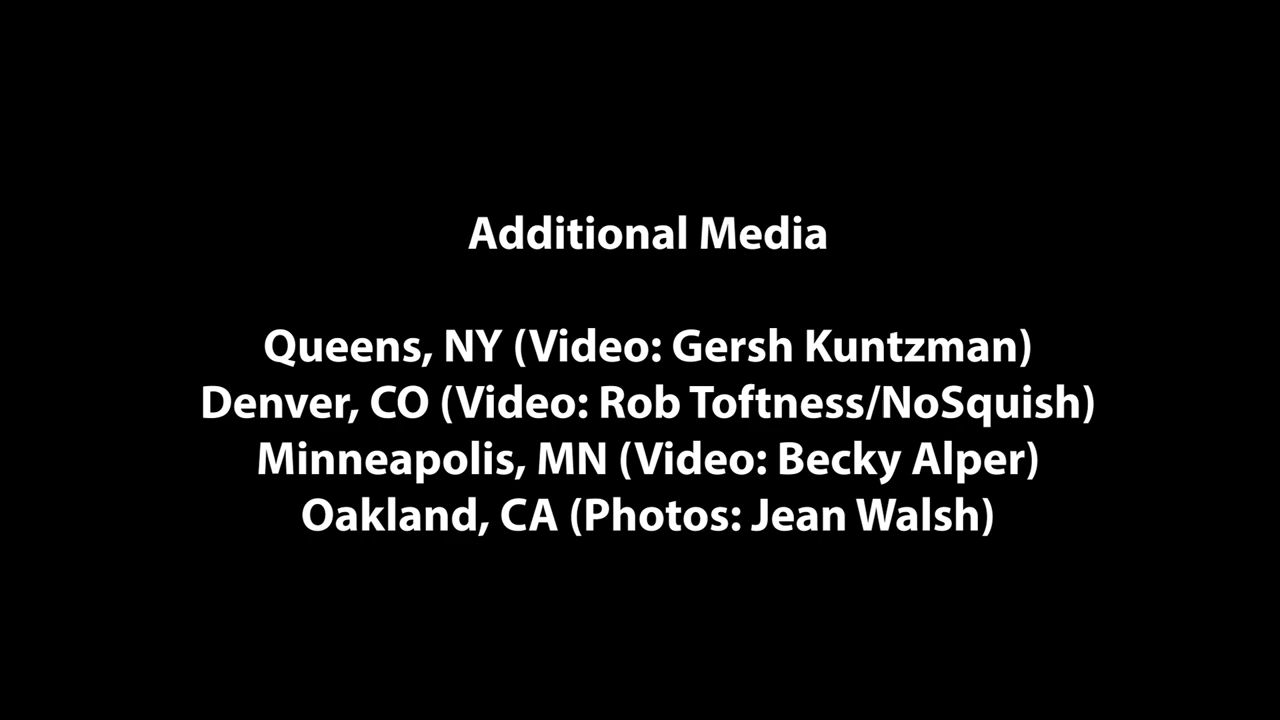 Additional Media
Queens, NY (Video: Gersh Kuntzman)
Denver, CO (Video: Rob Toftness/NoSquish)
Minneapolis, MN (Video: Becky Alper)
Oakland, CA (Photos: Jean Walsh)